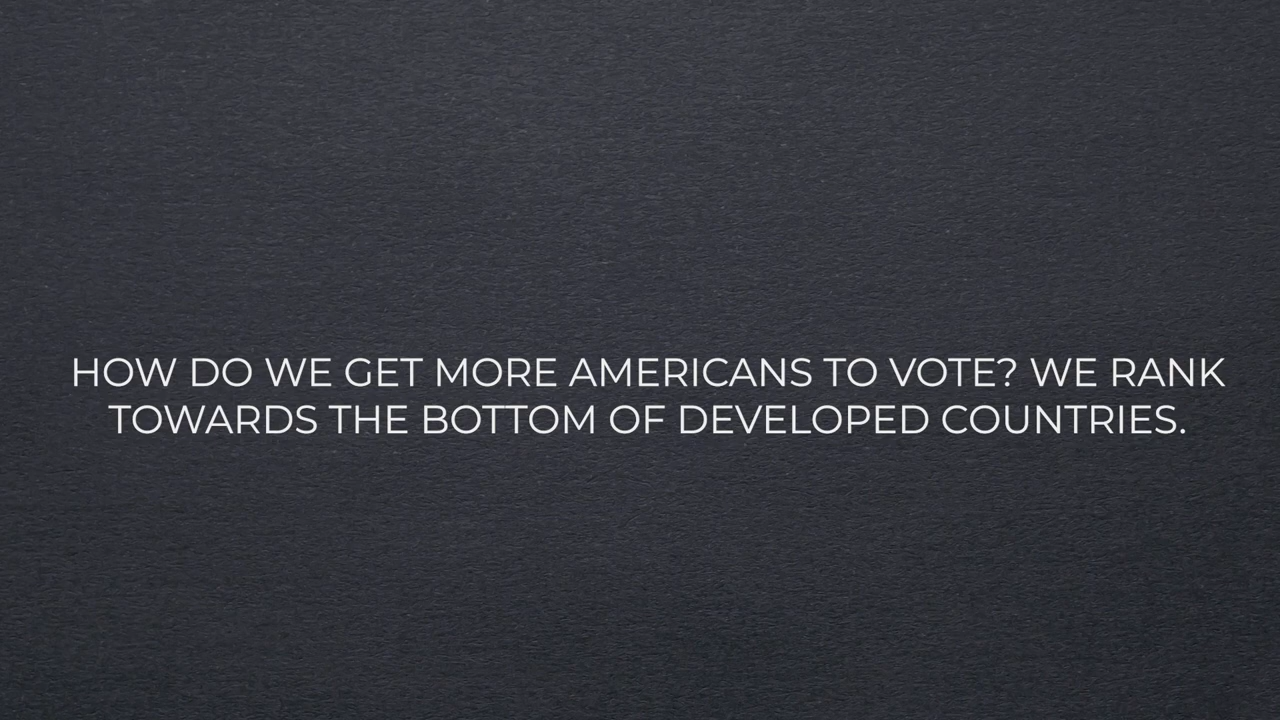 HOW DO WE GET MORE AMERICANS TO VOTE? WE RANK
TOWARDS THE BOTTOM OF DEVELOPED COUNTRIES.